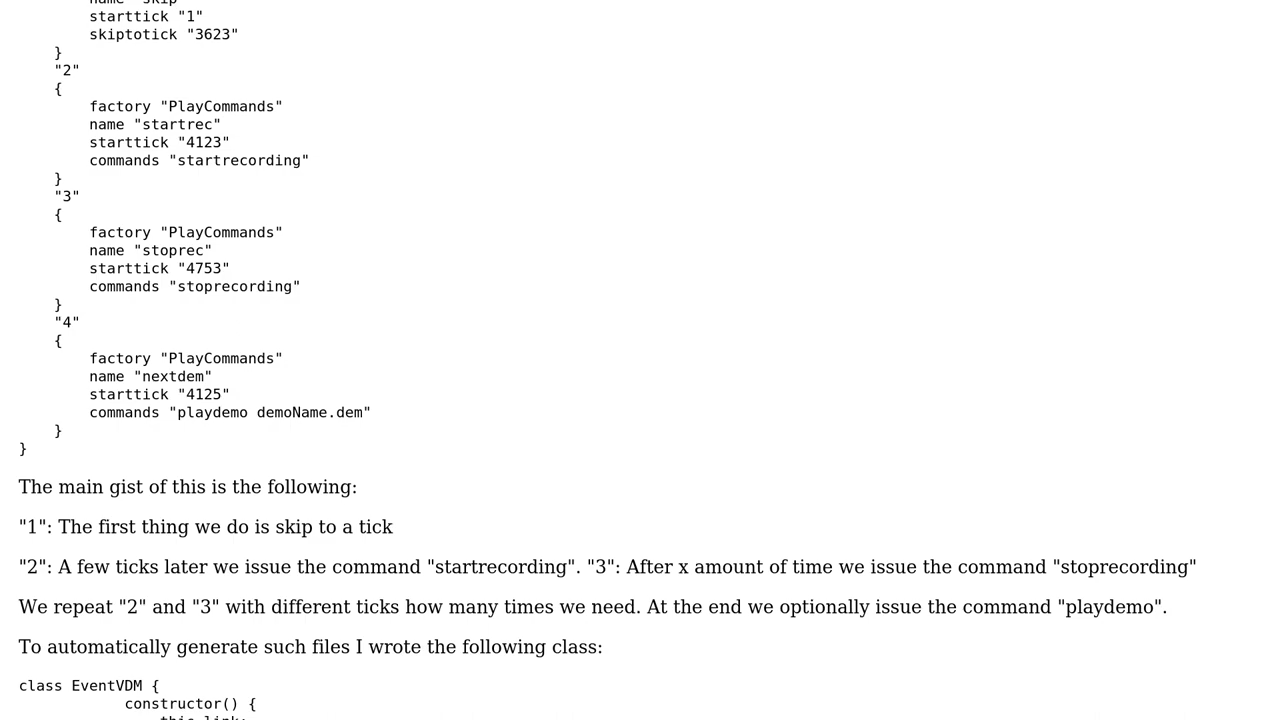 name "skip"
starttick "1"
skiptotick "3623"
}
"2"
{
factory "PlayCommands"
name "startrec"
starttick "4123"
commands "startrecording"
}
"3"
{
factory "PlayCommands"
name "stoprec"
starttick "4753"
commands "stoprecording"
}
"4"
{
factory "PlayCommands"
name "nextdem"
starttick "4125"
commands "playdemo demoName.dem"
}
}
The main gist of this is the following:
"1": The first thing we do is skip to a tick
"2": A few ticks later we issue the command "startrecording". "3": After x amount of time we issue the command "stoprecording"
We repeat "2" and "3" with different ticks how many times we need. At the end we optionally issue the command "playdemo".
To automatically generate such files I wrote the following class:
class EventVDM {
constructor() {
this.link;